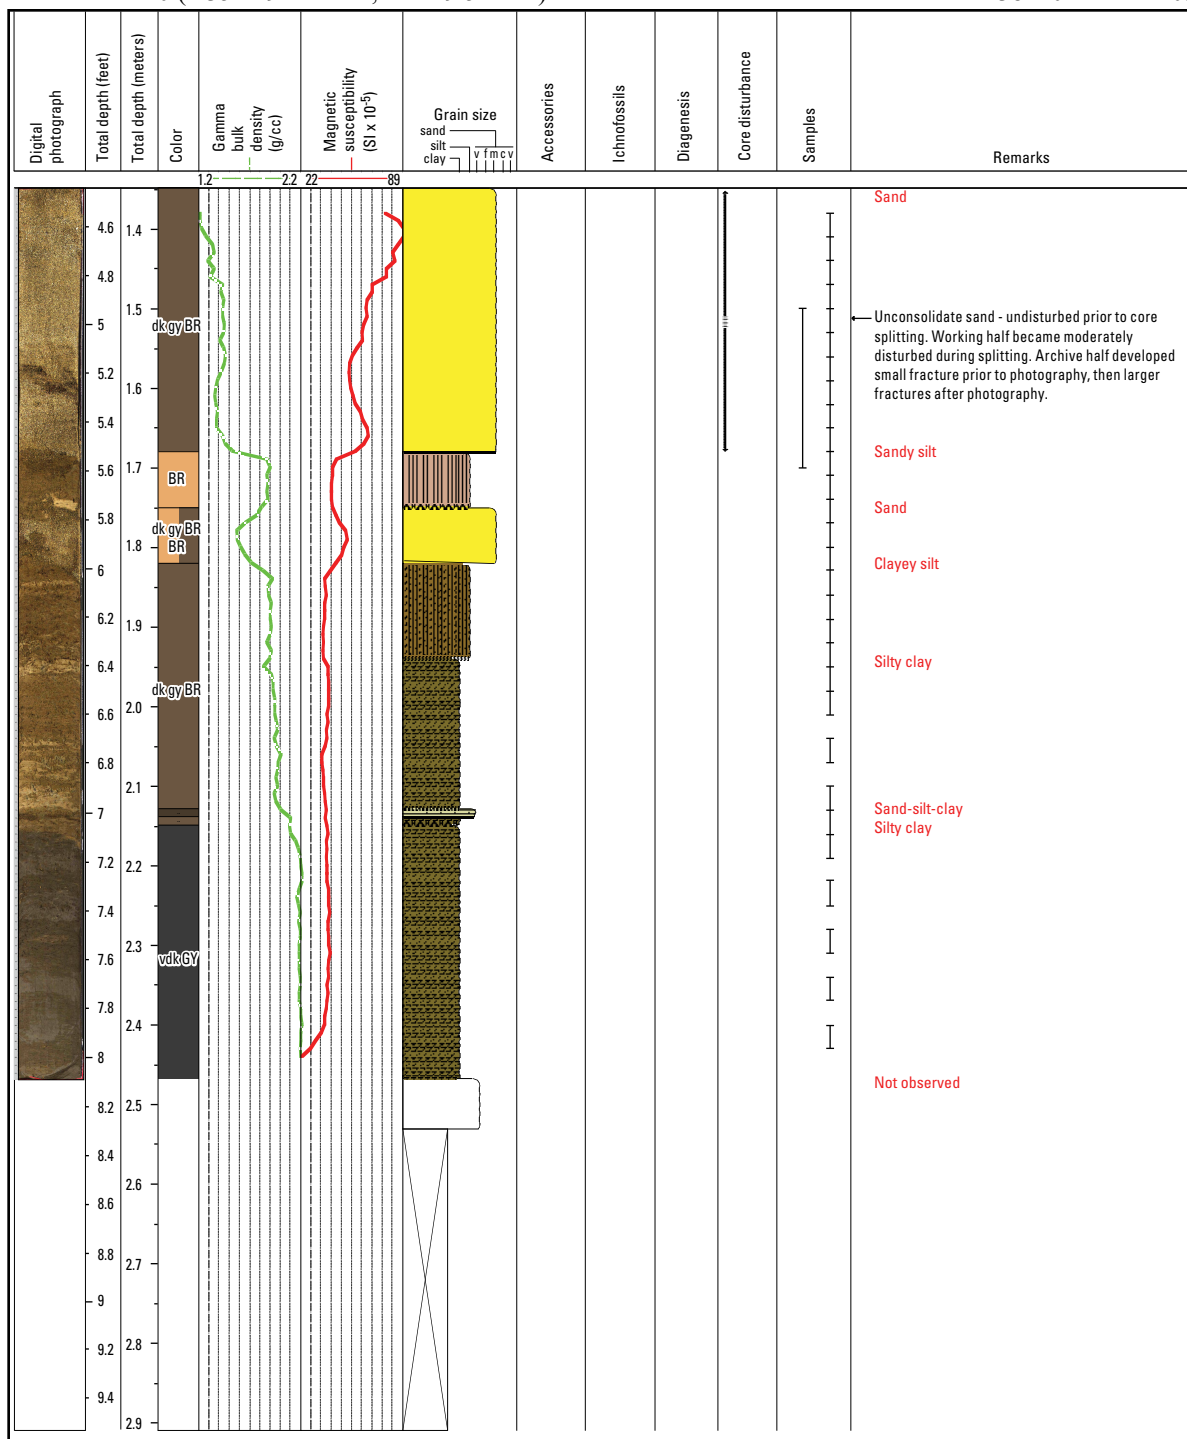 Digital photograph
Total depth (feet)
Total depth (meters)
Color
Gamma bulk density (g/cc)
Magnetic susceptibility (SI x 10-5)
Grain size
sand
silt
clay
v f m c v
Accessories
Ichnofossils
Diagenesis
Core disturbance
Samples
Remarks
1.2
2.2
22
89
Sand
4.6
1.4
4.8
1.5
5
dk gy BR
Unconsolidate sand - undisturbed prior to core
splitting. Working half became moderately
disturbed during splitting. Archive half developed
small fracture prior to photography, then larger
fractures after photography.
5.2
1.6
5.4
Sandy silt
5.6
1.7
BR
5.8
Sand
dk gy BR
BR
1.8
6
Clayey silt
6.2
1.9
6.4
Silty clay
dk gy BR
6.6
2.0
6.8
2.1
7
Sand-silt-clay
Silty clay
7.2
2.2
7.4
2.3
vdk GY
7.6
7.8
2.4
8
Not observed
8.2
2.5
8.4
2.6
8.6
8.8
2.7
9
2.8
9.2
9.4
2.9